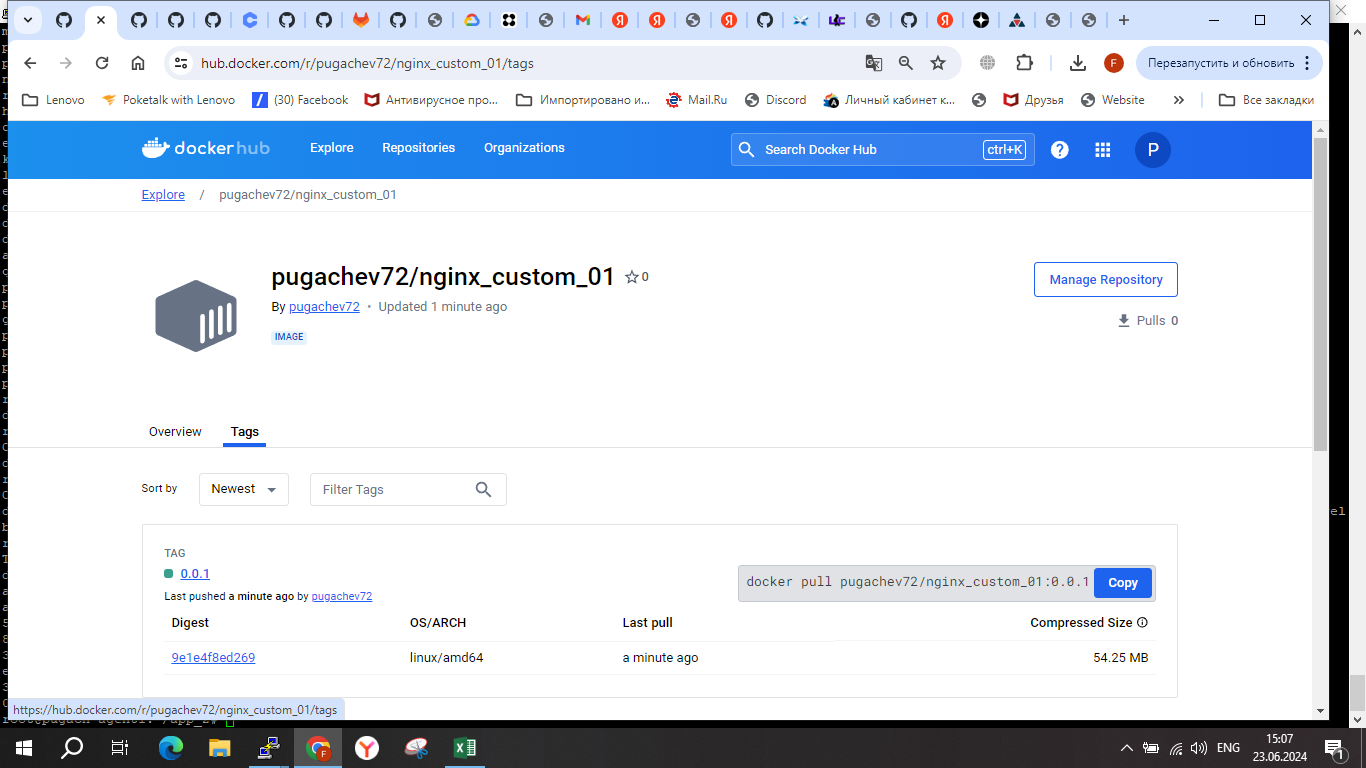 hub.docker.com/r/pugachev72/nginx_custom_01/tags
F
Перезапустить и обновить
Lenovo
Poketalk with Lenovo
(30) Facebook
Антивирусное про...
Импортировано и...
Mail.Ru
Discord
Личный кабинет к...
Друзья
Website
»
Все закладки
dockerhub
Explore
Repositories
Organizations
Search Docker Hub
ctrl+K
P
Explore / pugachev72/nginx_custom_01
pugachev72/nginx_custom_01
0
Manage Repository
By pugachev72 • Updated 1 minute ago
Pulls 0
IMAGE
Overview
Tags
Sort by
Newest
Filter Tags
TAG
0.0.1
docker pull pugachev72/nginx_custom_01:0.0.1
Copy
Last pushed a minute ago by pugachev72
Digest
OS/ARCH
Last pull
Compressed Size
9e1e4f8ed269
linux/amd64
a minute ago
54.25 MB
https://hub.docker.com/r/pugachev72/nginx_custom_01/tags
ENG
15:07
23.06.2024
1